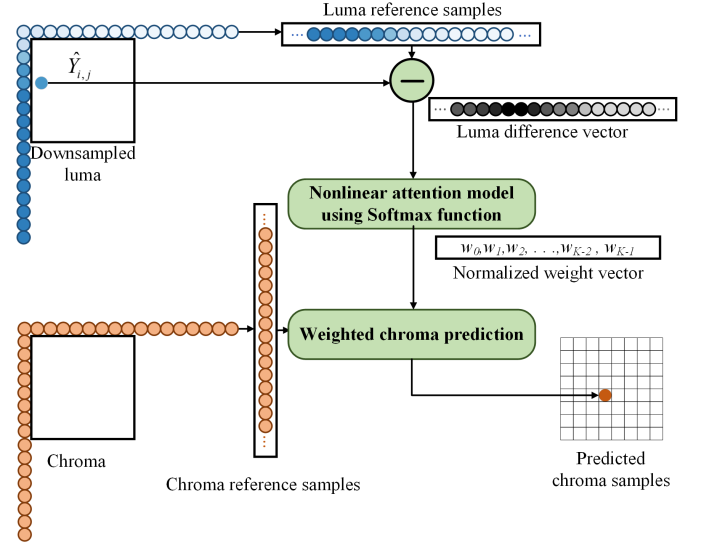 Luma reference samples
... ...
Ŷi,j
... ...
Luma difference vector
Downsampled
luma
Nonlinear attention model
using Softmax function
w0,w1,w2, . . .,wK-2 , wK-1
Normalized weight vector
Weighted chroma prediction
Chroma
Chroma reference samples
Predicted
chroma samples